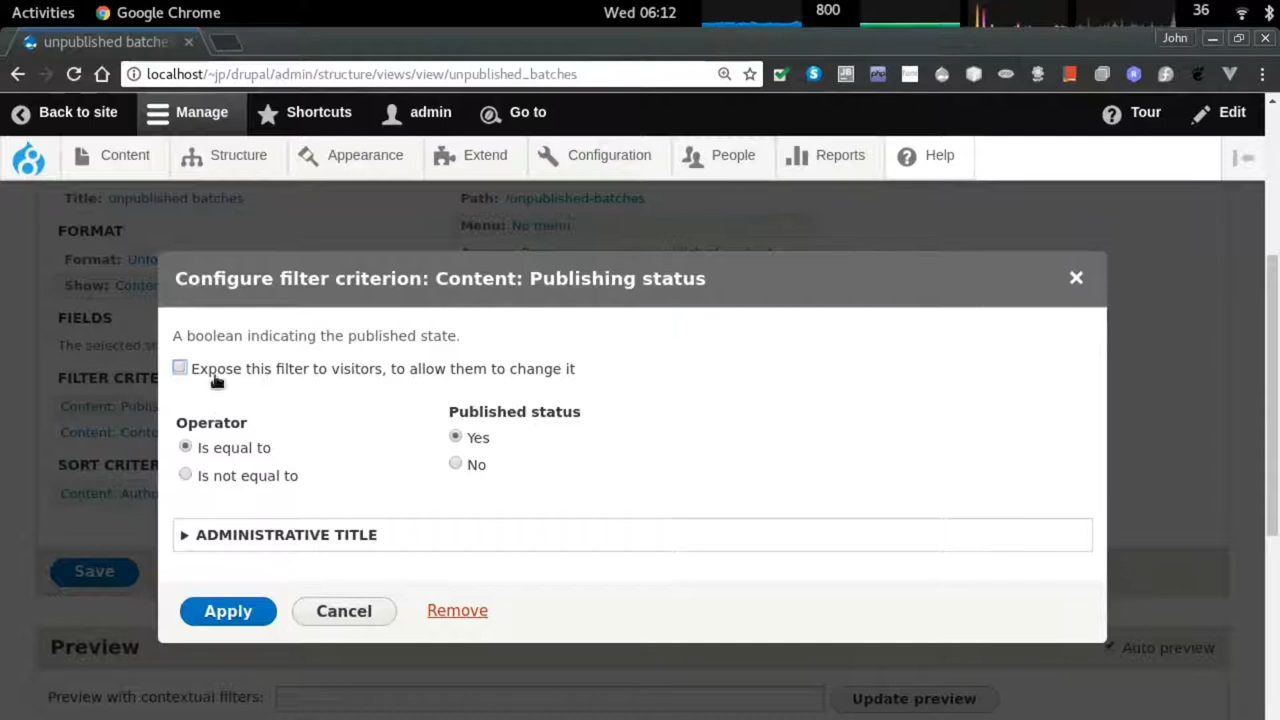 Activities Google Chrome Wed 06:12 800 36
unpublished batche John
localhost/~jp/drupal/admin/structure/views/view/unpublished_batches
Back to site Manage Shortcuts admin Go to Tour Edit
Content Structure Appearance Extend Configuration People Reports Help
Title: unpublished batches Path: /unpublished-batches
FORMAT Menu: No menu
Format: Unfo
Show: Conten
FIELDS
The selected st
FILTER CRITE
Content: Publis
Content: Conte
SORT CRITER
Content: Autho
Configure filter criterion: Content: Publishing status
A boolean indicating the published state.
Expose this filter to visitors, to allow them to change it
Operator Published status
Is equal to Yes
Is not equal to No
ADMINISTRATIVE TITLE
Apply Cancel Remove
Save
Preview Auto preview
Preview with contextual filters: Update preview